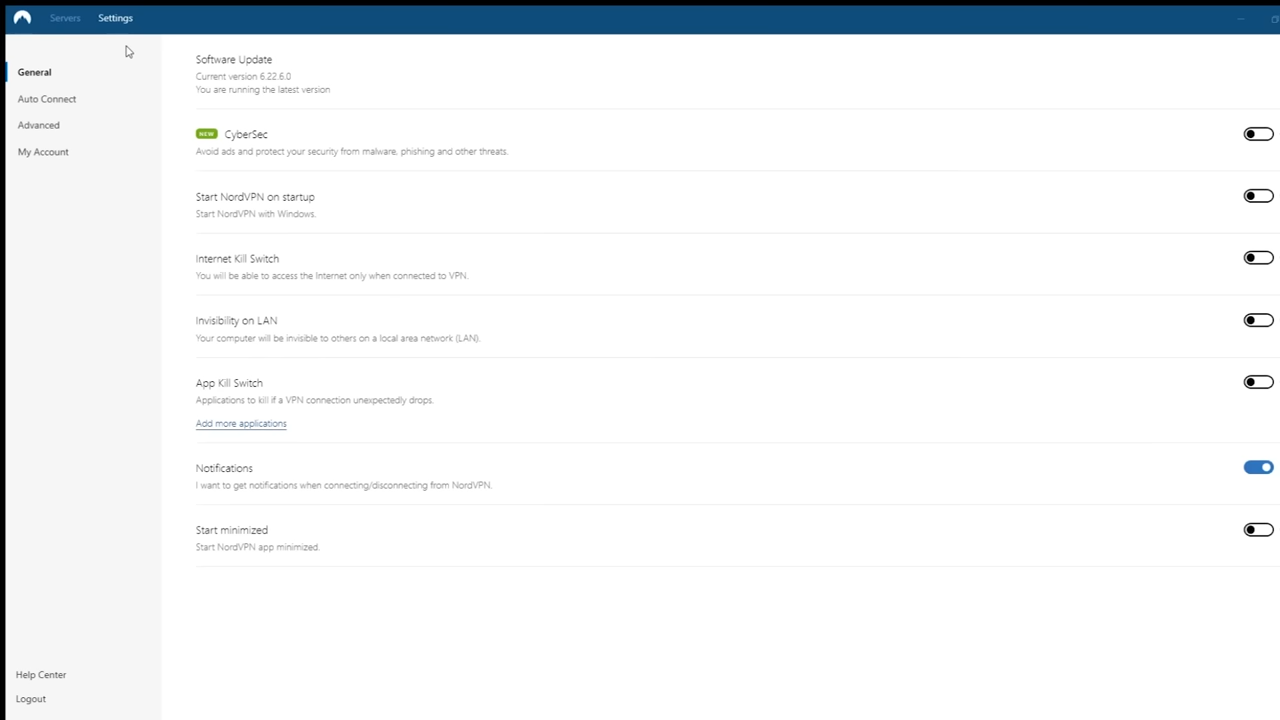 Servers
Settings
General
Auto Connect
Advanced
My Account
Software Update
Current version 6.22.6.0
You are running the latest version
NEW CyberSec
Avoid ads and protect your security from malware, phishing and other threats.
Start NordVPN on startup
Start NordVPN with Windows.
Internet Kill Switch
You will be able to access the Internet only when connected to VPN.
Invisibility on LAN
Your computer will be invisible to others on a local area network (LAN).
App Kill Switch
Applications to kill if a VPN connection unexpectedly drops.
Add more applications
Notifications
I want to get notifications when connecting/disconnecting from NordVPN.
Start minimized
Start NordVPN app minimized.
Help Center
Logout